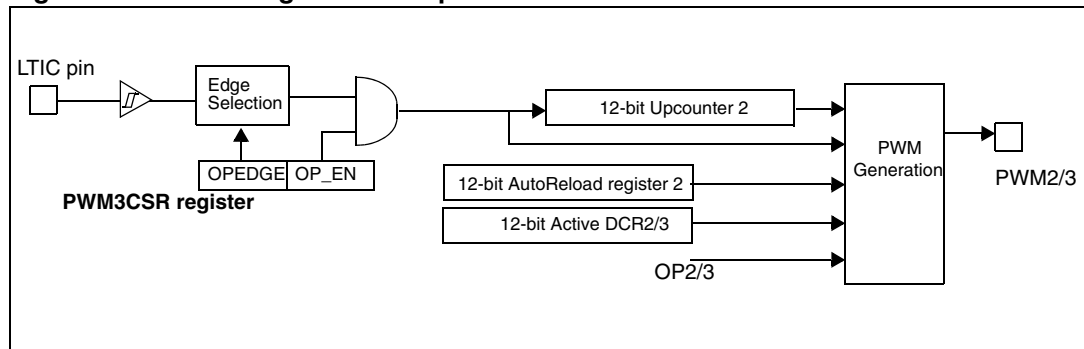 LTIC pin
Edge
Selection
12-bit Upcounter 2
PWM
Generation
OPEDGE OP_EN
12-bit AutoReload register 2
PWM2/3
PWM3CSR register
12-bit Active DCR2/3
OP2/3